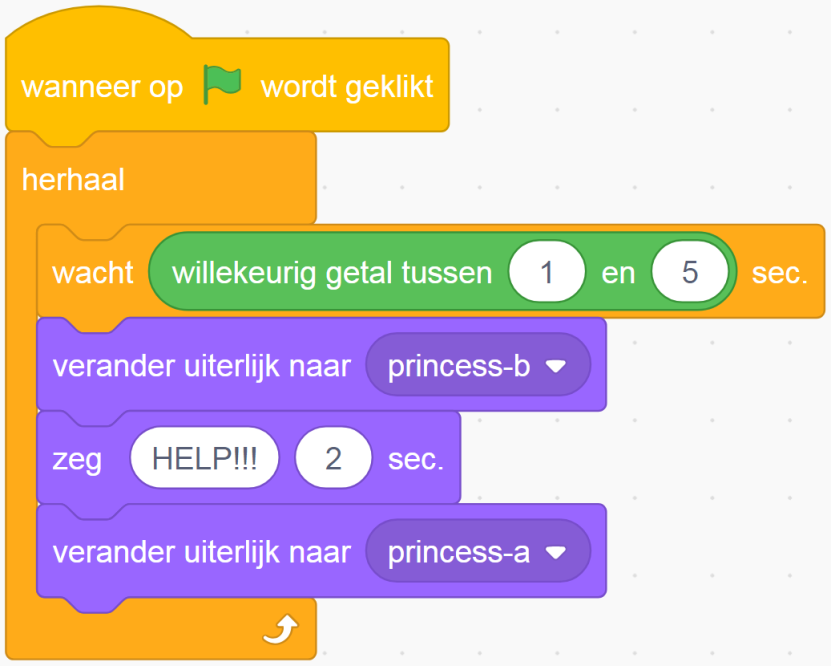 wanneer op wordt geklikt
herhaal
wacht willekeurig getal tussen 1 en 5 sec.
verander uiterlijk naar princess-b
zeg HELP!!! 2 sec.
verander uiterlijk naar princess-a